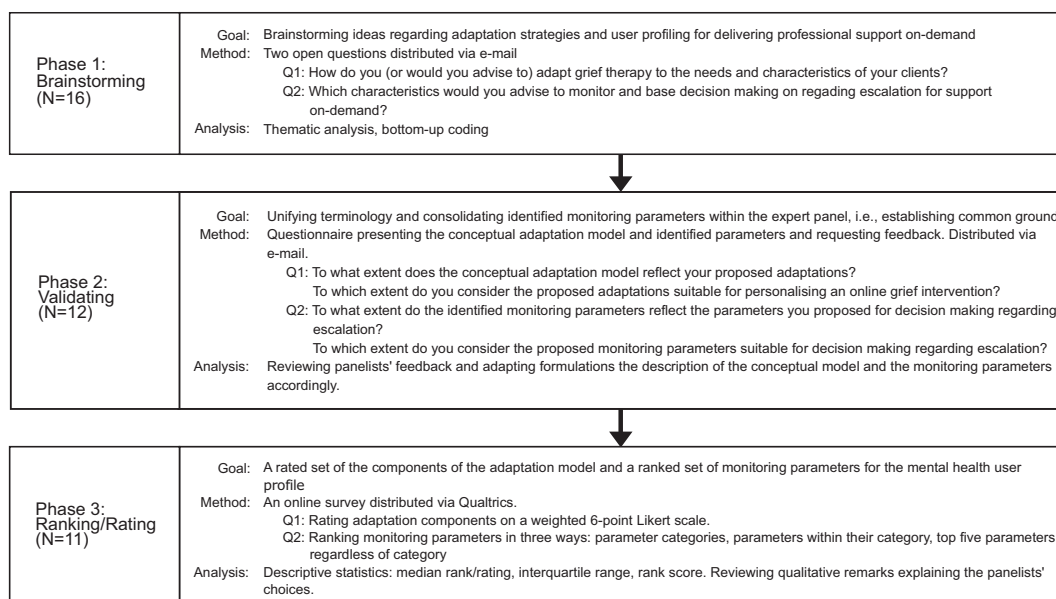 Phase 1:
Brainstorming
(N=16)
Goal: Brainstorming ideas regarding adaptation strategies and user profiling for delivering professional support on-demand
Method: Two open questions distributed via e-mail
Q1: How do you (or would you advise to) adapt grief therapy to the needs and characteristics of your clients?
Q2: Which characteristics would you advise to monitor and base decision making on regading escalation for support
on-demand?
Analysis: Thematic analysis, bottom-up coding
Phase 2:
Validating
(N=12)
Goal: Unifying terminology and consolidating identified monitoring parameters within the expert panel, i.e., establishing common ground
Method: Questionnaire presenting the conceptual adaptation model and identified parameters and requesting feedback. Distributed via
e-mail.
Q1: To what extent does the conceptual adaptation model reflect your proposed adaptations?
To which extent do you consider the proposed adaptations suitable for personalising an online grief intervention?
Q2: To what extent do the identified monitoring parameters reflect the parameters you proposed for decision making regarding
escalation?
To which extent do you consider the proposed monitoring parameters suitable for decision making regarding escalation?
Analysis: Reviewing panelists' feedback and adapting formulations the description of the conceptual model and the monitoring parameters
accordingly.
Phase 3:
Ranking/Rating
(N=11)
Goal: A rated set of the components of the adaptation model and a ranked set of monitoring parameters for the mental health user
profile
Method: An online survey distributed via Qualtrics.
Q1: Rating adaptation components on a weighted 6-point Likert scale.
Q2: Ranking monitoring parameters in three ways: parameter categories, parameters within their category, top five parameters
regardless of category
Analysis: Descriptive statistics: median rank/rating, interquartile range, rank score. Reviewing qualitative remarks explaining the panelists'
choices.